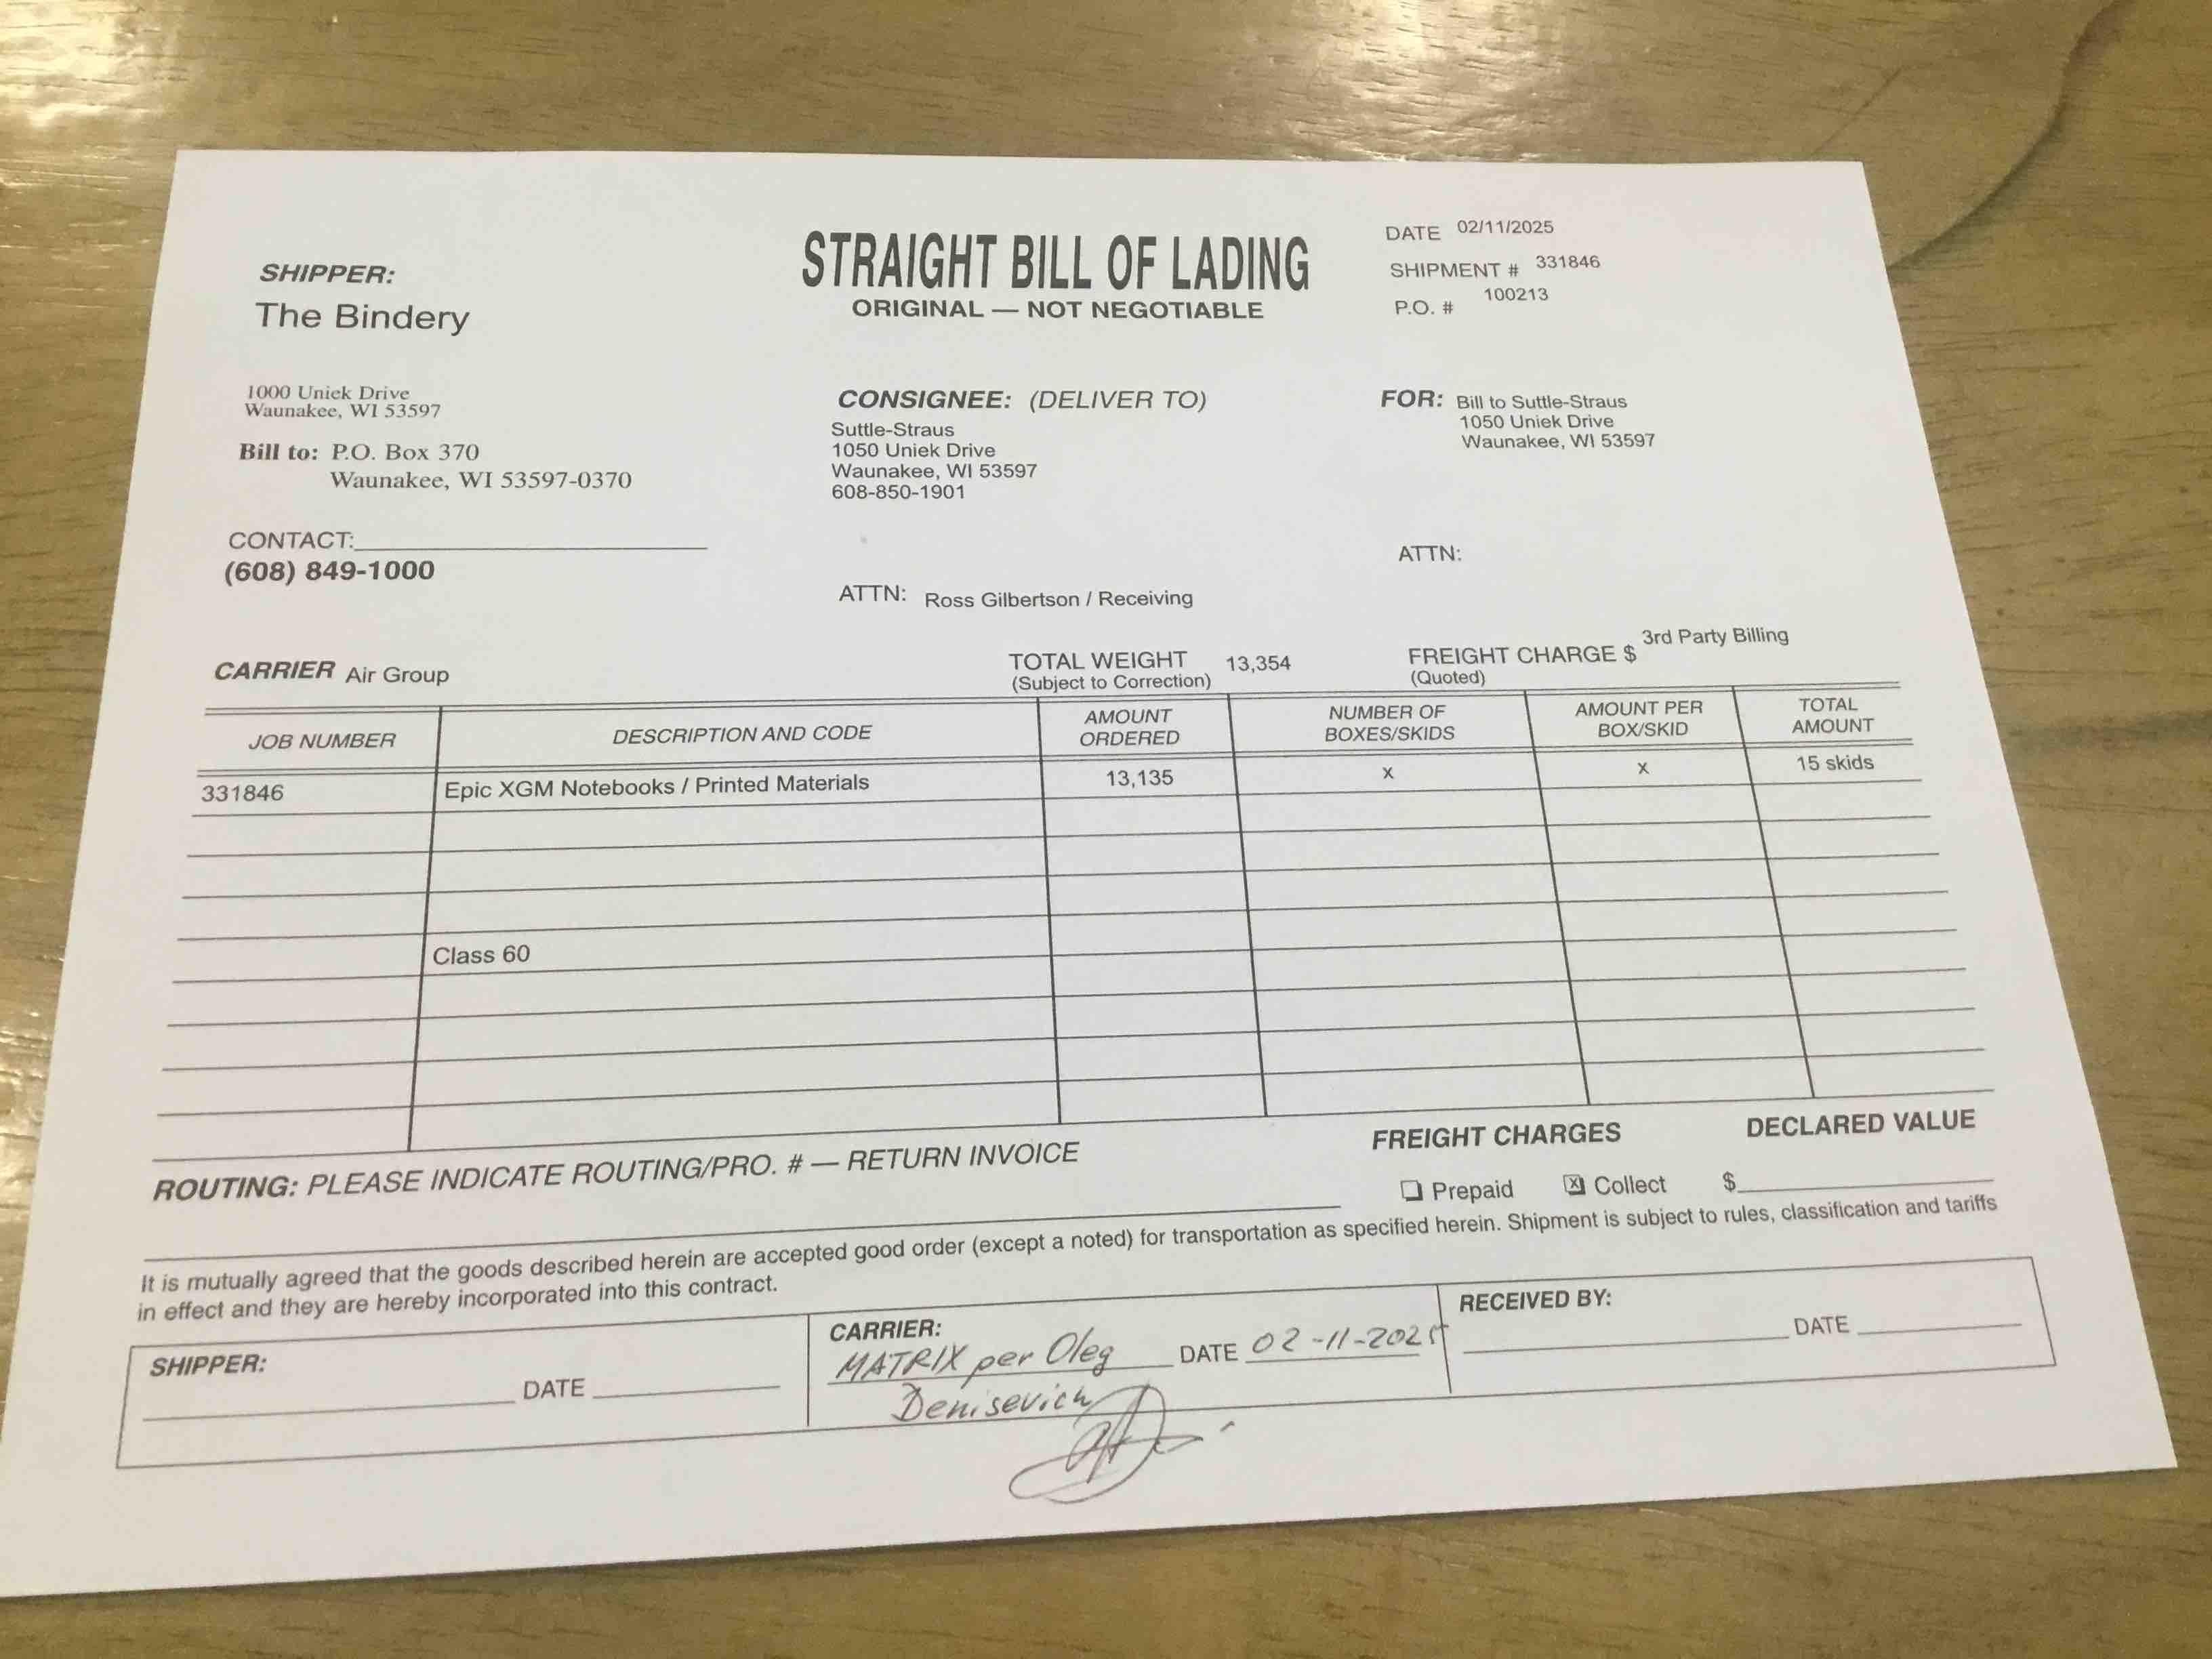 STRAIGHT BILL OF LADING
ORIGINAL — NOT NEGOTIABLE
DATE 02/11/2025
SHIPMENT # 331846
P.O. # 100213
SHIPPER:
The Bindery
1000 Uniek Drive
Waunakee, WI 53597
Bill to: P.O. Box 370
Waunakee, WI 53597-0370
CONTACT:
(608) 849-1000
CONSIGNEE: (DELIVER TO)
Suttle-Straus
1050 Uniek Drive
Waunakee, WI 53597
608-850-1901
ATTN: Ross Gilbertson / Receiving
FOR: Bill to Suttle-Straus
1050 Uniek Drive
Waunakee, WI 53597
ATTN:
CARRIER Air Group
TOTAL WEIGHT 13,354
(Subject to Correction)
FREIGHT CHARGE $ 3rd Party Billing
(Quoted)
JOB NUMBER
DESCRIPTION AND CODE
AMOUNT
ORDERED
NUMBER OF
BOXES/SKIDS
AMOUNT PER
BOX/SKID
TOTAL
AMOUNT
331846 Epic XGM Notebooks / Printed Materials 13,135 x x 15 skids
Class 60
ROUTING: PLEASE INDICATE ROUTING/PRO. # — RETURN INVOICE
FREIGHT CHARGES
DECLARED VALUE
Prepaid
X Collect
$
It is mutually agreed that the goods described herein are accepted good order (except a noted) for transportation as specified herein. Shipment is subject to rules, classification and tariffs
in effect and they are hereby incorporated into this contract.
SHIPPER:
DATE
CARRIER:
MATRIX per Oleg DATE 02-11-2025
Denisevich
RECEIVED BY:
DATE